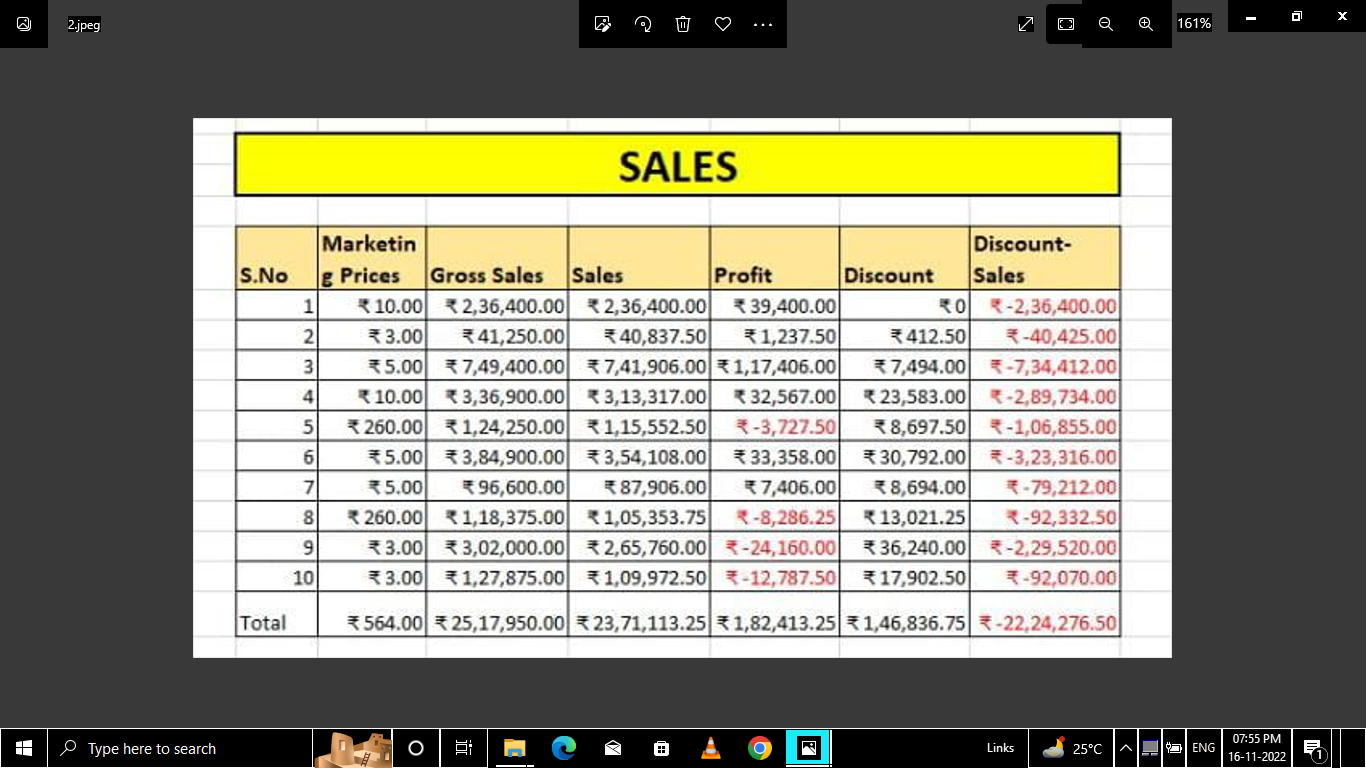 2.jpeg
161%
SALES
S.No Marketin g Prices Gross Sales Sales Profit Discount Discount- Sales
1 ₹ 10.00 ₹ 2,36,400.00 ₹ 2,36,400.00 ₹ 39,400.00 ₹ 0 ₹ -2,36,400.00
2 ₹ 3.00 ₹ 41,250.00 ₹ 40,837.50 ₹ 1,237.50 ₹ 412.50 ₹ -40,425.00
3 ₹ 5.00 ₹ 7,49,400.00 ₹ 7,41,906.00 ₹ 1,17,406.00 ₹ 7,494.00 ₹ -7,34,412.00
4 ₹ 10.00 ₹ 3,36,900.00 ₹ 3,13,317.00 ₹ 32,567.00 ₹ 23,583.00 ₹ -2,89,734.00
5 ₹ 260.00 ₹ 1,24,250.00 ₹ 1,15,552.50 ₹ -3,727.50 ₹ 8,697.50 ₹ -1,06,855.00
6 ₹ 5.00 ₹ 3,84,900.00 ₹ 3,54,108.00 ₹ 33,358.00 ₹ 30,792.00 ₹ -3,23,316.00
7 ₹ 5.00 ₹ 96,600.00 ₹ 87,906.00 ₹ 7,406.00 ₹ 8,694.00 ₹ -79,212.00
8 ₹ 260.00 ₹ 1,18,375.00 ₹ 1,05,353.75 ₹ -8,286.25 ₹ 13,021.25 ₹ -92,332.50
9 ₹ 3.00 ₹ 3,02,000.00 ₹ 2,65,760.00 ₹ -24,160.00 ₹ 36,240.00 ₹ -2,29,520.00
10 ₹ 3.00 ₹ 1,27,875.00 ₹ 1,09,972.50 ₹ -12,787.50 ₹ 17,902.50 ₹ -92,070.00
Total ₹ 564.00 ₹ 25,17,950.00 ₹ 23,71,113.25 ₹ 1,82,413.25 ₹ 1,46,836.75 ₹ -22,24,276.50
Type here to search
Links
25°C
ENG
07:55 PM
16-11-2022
1